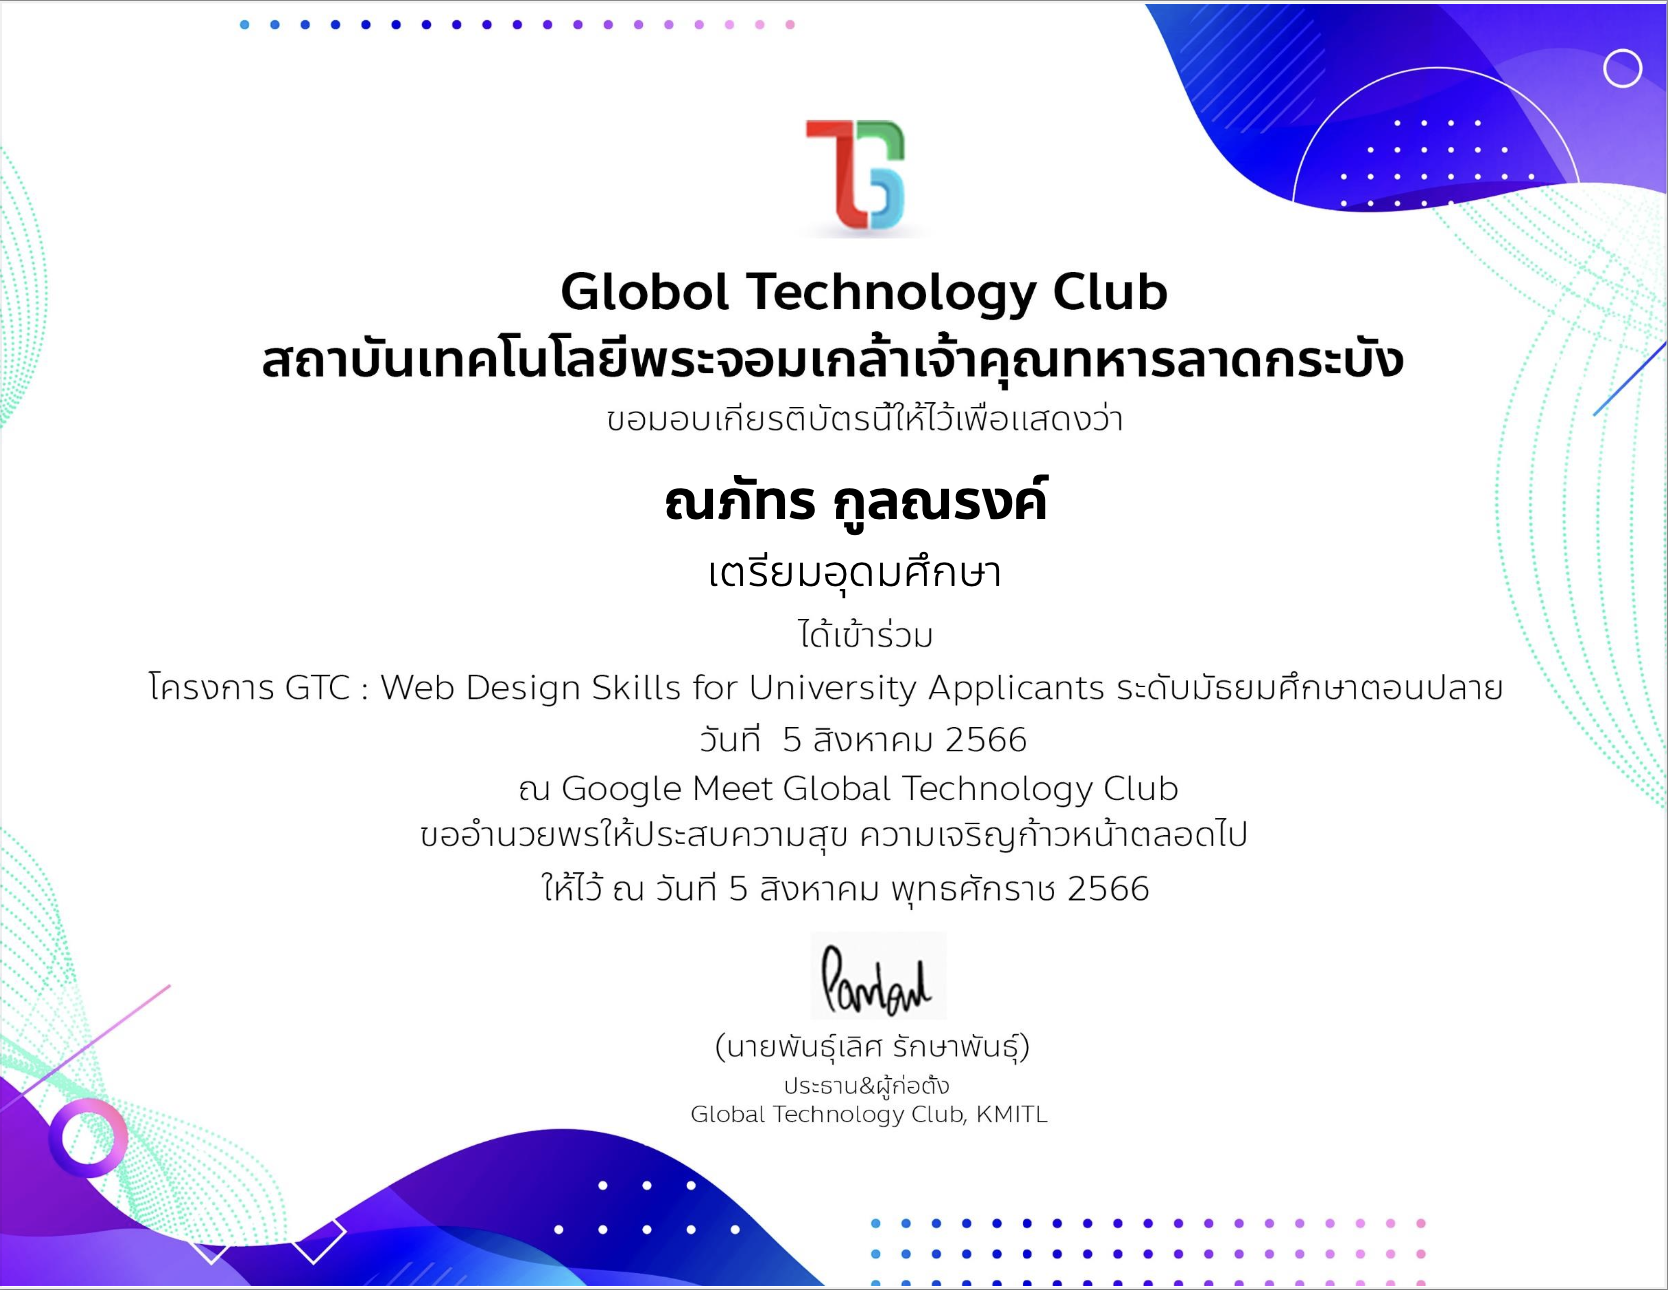 Globol Technology Club
สถาบันเทคโนโลยีพระจอมเกล้าเจ้าคุณทหารลาดกระบัง
ขอมอบเกียรติบัตรนี้ให้ไว้เพื่อแสดงว่า
ณภัทร กูลณรงค์
เตรียมอุดมศึกษา
ได้เข้าร่วม
โครงการ GTC : Web Design Skills for University Applicants ระดับมัธยมศึกษาตอนปลาย
วันที่ 5 สิงหาคม 2566
ณ Google Meet Global Technology Club
ขออำนวยพรให้ประสบความสุข ความเจริญก้าวหน้าตลอดไป
ให้ไว้ ณ วันที่ 5 สิงหาคม พุทธศักราช 2566
(นายพันธุ์เลิศ รักษาพันธุ์)
ประธาน&ผู้ก่อตั้ง
Global Technology Club, KMITL